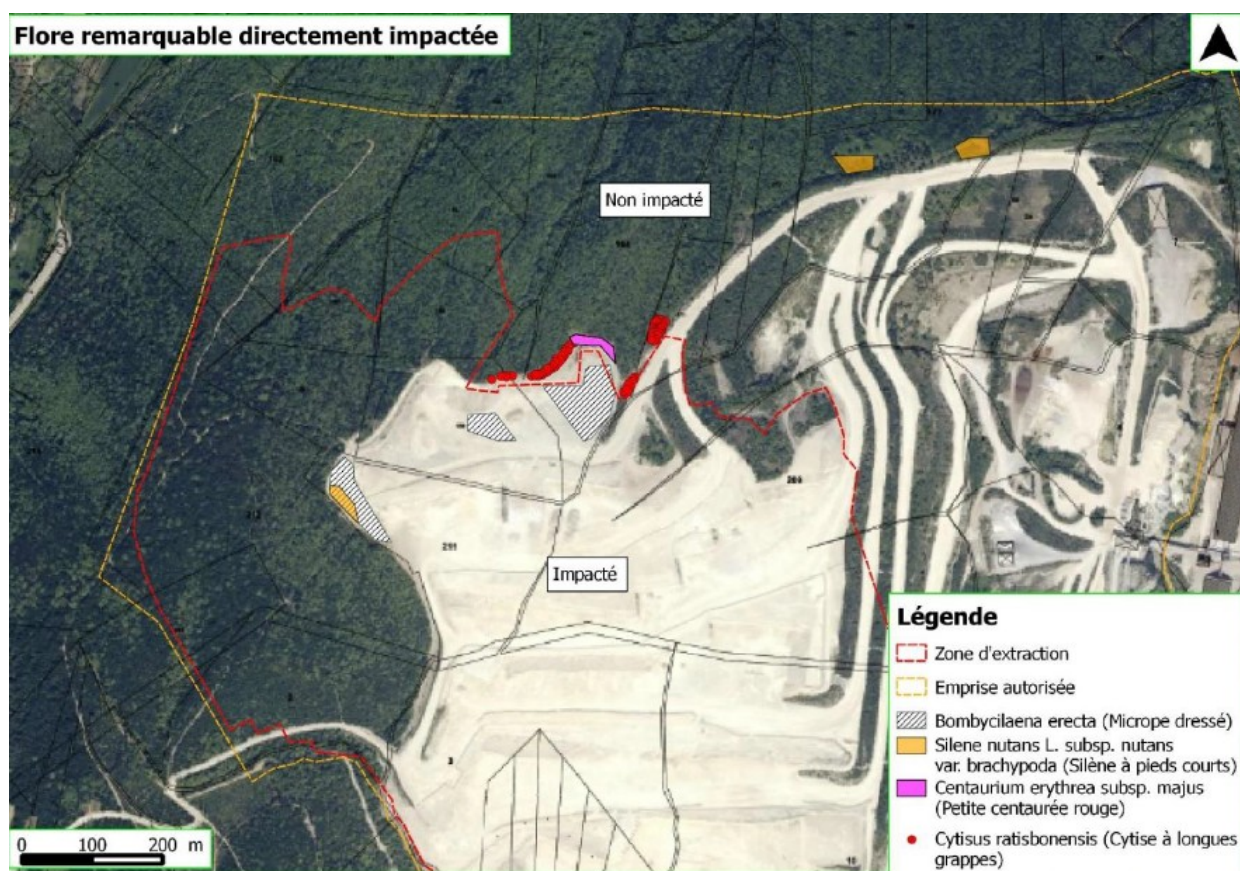 Flore remarquable directement impactée
Non impacté
Impacté
211
3
Légende
Zone d'extraction
Emprise autorisée
Bombycilaena erecta (Micrope dressé)
Silene nutans L. subsp. nutans
var. brachypoda (Silène à pieds courts)
Centaurium erythrea subsp. majus
(Petite centaurée rouge)
Cytisus ratisbonensis (Cytise à longues
grappes)
0 100 200 m